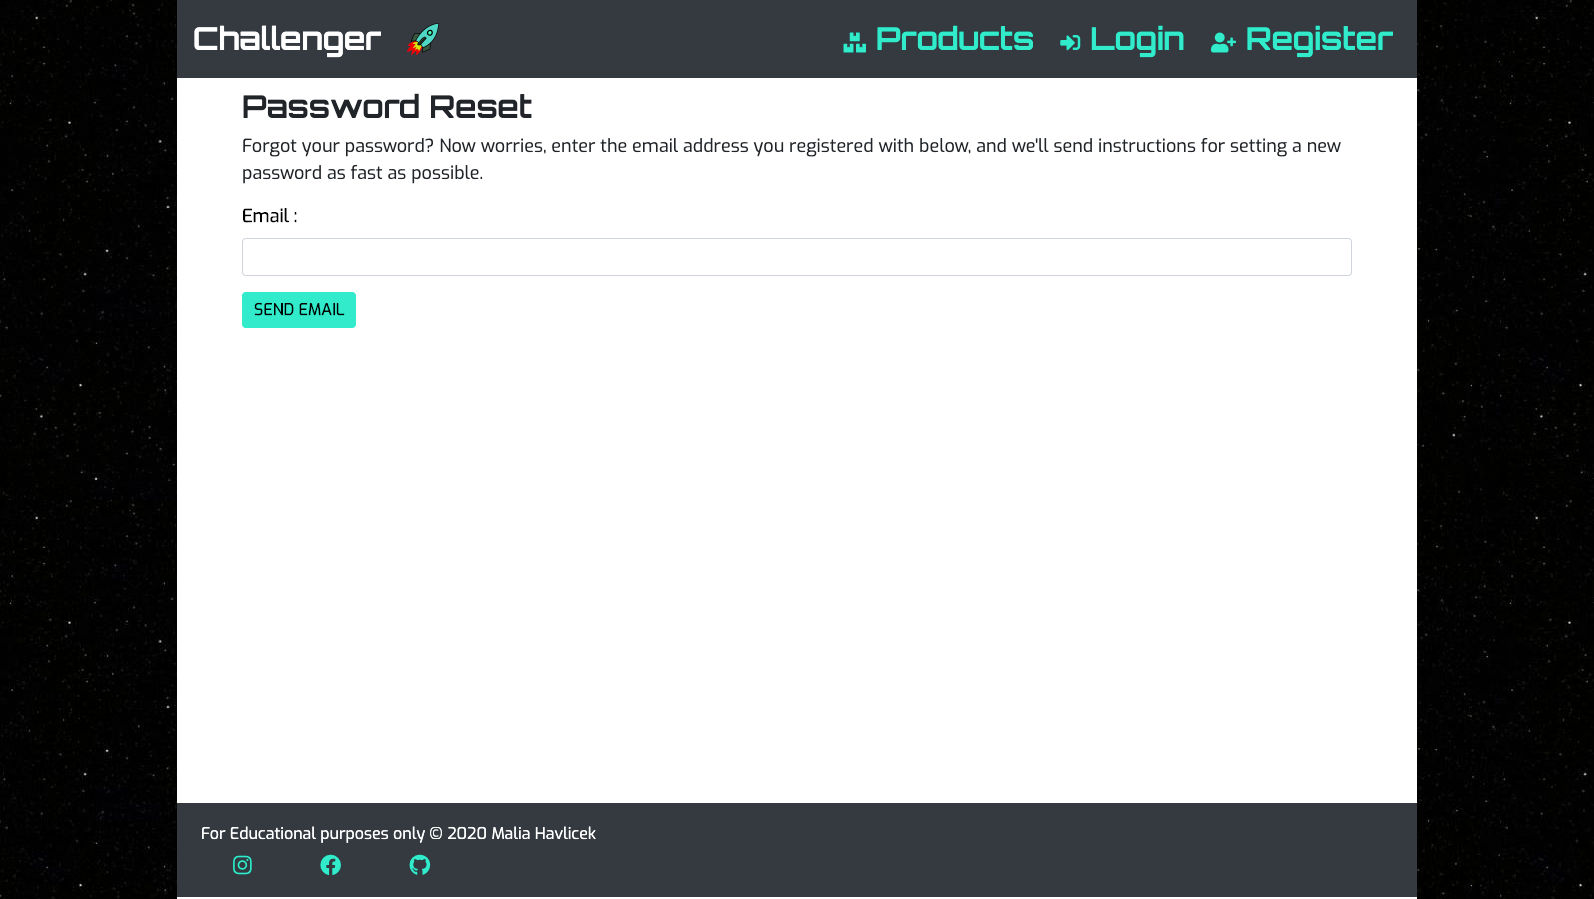 Challenger
Products
Login
Register
Password Reset
Forgot your password? Now worries, enter the email address you registered with below, and we'll send instructions for setting a new
password as fast as possible.
Email :
SEND EMAIL
For Educational purposes only © 2020 Malia Havlicek